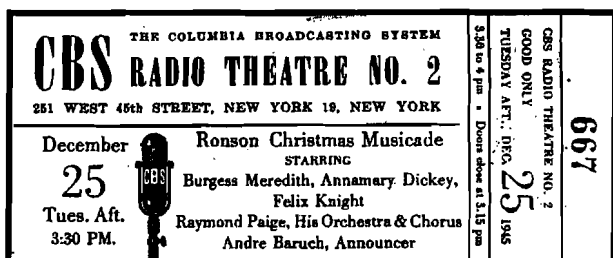 THE COLUMBIA BROADCASTING SYSTEM
CBS RADIO THEATRE NO. 2
251 WEST 45th STREET, NEW YORK 19, NEW YORK
December
25
Tues. Aft.
3:30 PM.
CBS
Ronson Christmas Musicade
STARRING
Burgess Meredith, Annamary Dickey,
Felix Knight
Raymond Paige, His Orchestra & Chorus
Andre Baruch, Announcer
3.30 to 4 pm • Doors close at 3.15 pm
CBS RADIO THEATRE NO. 2
GOOD ONLY
TUESDAY AFT., DEC. 25 1945
667